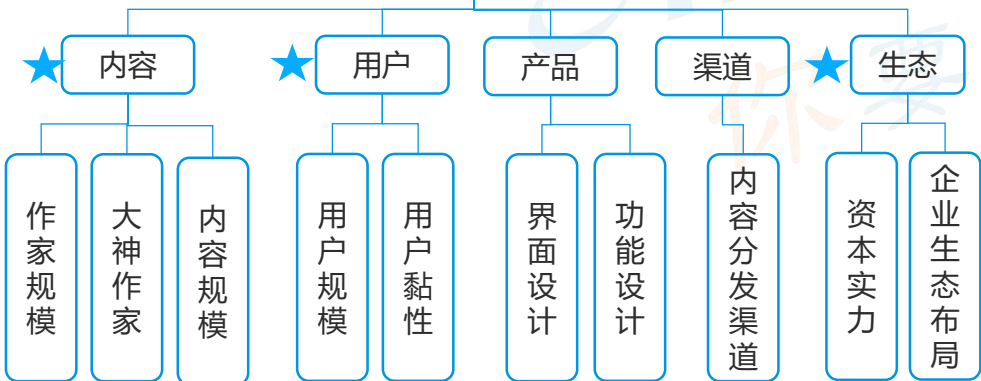 内容
用户
产品
渠道
生态
作家规模
大神作家
内容规模
用户规模
用户黏性
界面设计
功能设计
内容分发渠道
资本实力
企业生态布局
你要